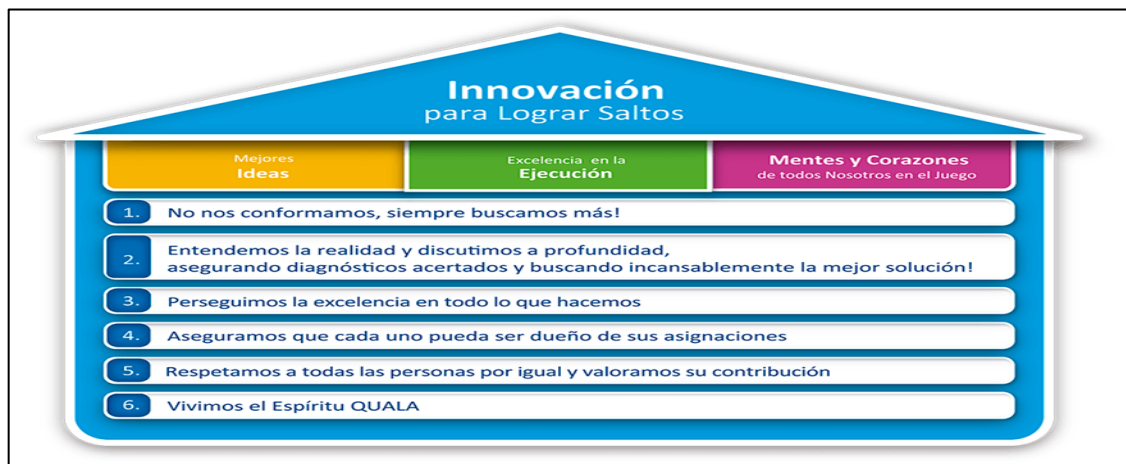 Innovación
para Lograr Saltos
Mejores
Ideas
Excelencia en la
Ejecución
Mentes y Corazones
de todos Nosotros en el Juego
1. No nos conformamos, siempre buscamos más!
2. Entendemos la realidad y discutimos a profundidad,
asegurando diagnósticos acertados y buscando incansablemente la mejor solución!
3. Perseguimos la excelencia en todo lo que hacemos
4. Aseguramos que cada uno pueda ser dueño de sus asignaciones
5. Respetamos a todas las personas por igual y valoramos su contribución
6. Vivimos el Espíritu QUALA